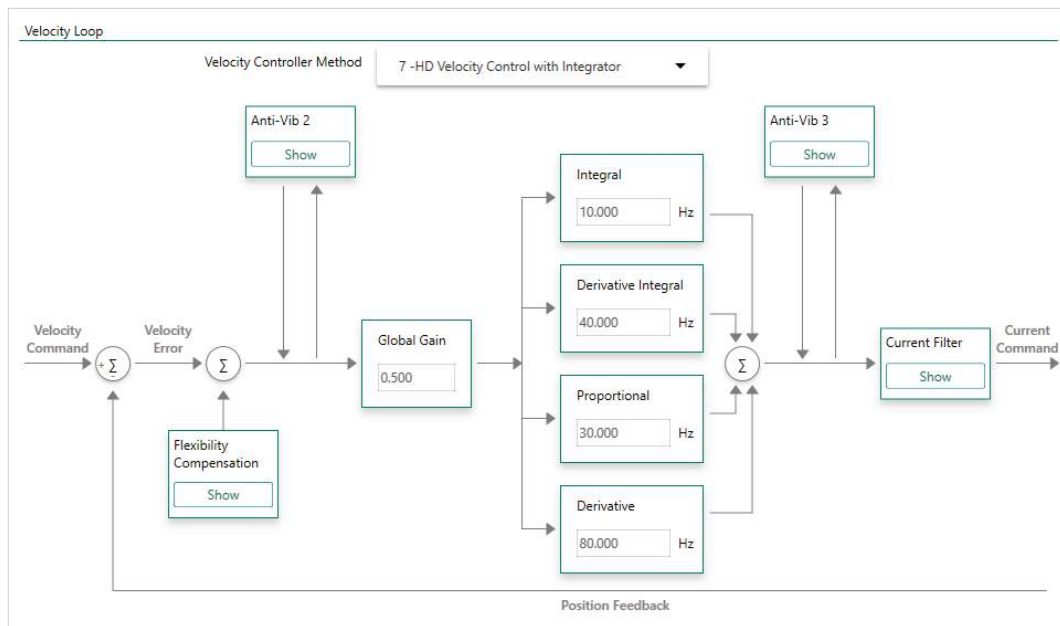 Velocity Loop
Velocity Controller Method
7 -HD Velocity Control with Integrator
Anti-Vib 2
Show
Anti-Vib 3
Show
Integral
10.000 Hz
Derivative Integral
40.000 Hz
Velocity
Command
Velocity
Error
+
Σ
-
Σ
Global Gain
0.500
Σ
Current Filter
Show
Current
Command
Proportional
30.000 Hz
Flexibility
Compensation
Show
Derivative
80.000 Hz
Position Feedback